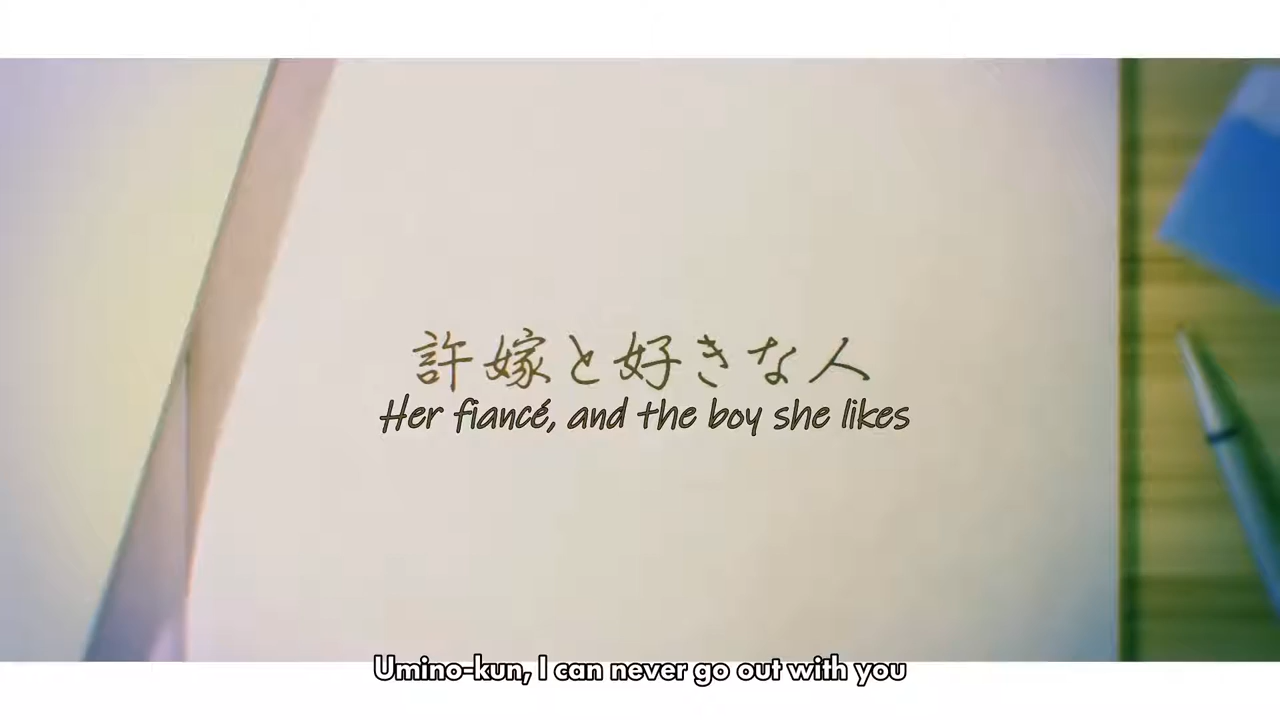 許嫁と好きな人
Her fiancé, and the boy she likes
Umino-kun, I can never go out with you